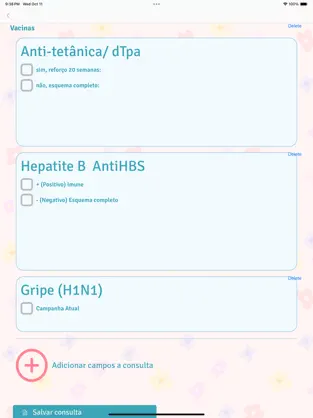 9:38 PM Wed Oct 11
100%
Vacinas
Delete
Anti-tetânica/ dTpa
sim, reforço 20 semanas:
não, esquema completo:
Delete
Hepatite B AntiHBS
+ (Positivo) Imune
- (Negativo) Esquema completo
Delete
Gripe (H1N1)
Campanha Atual
Adicionar campos a consulta
Salvar consulta